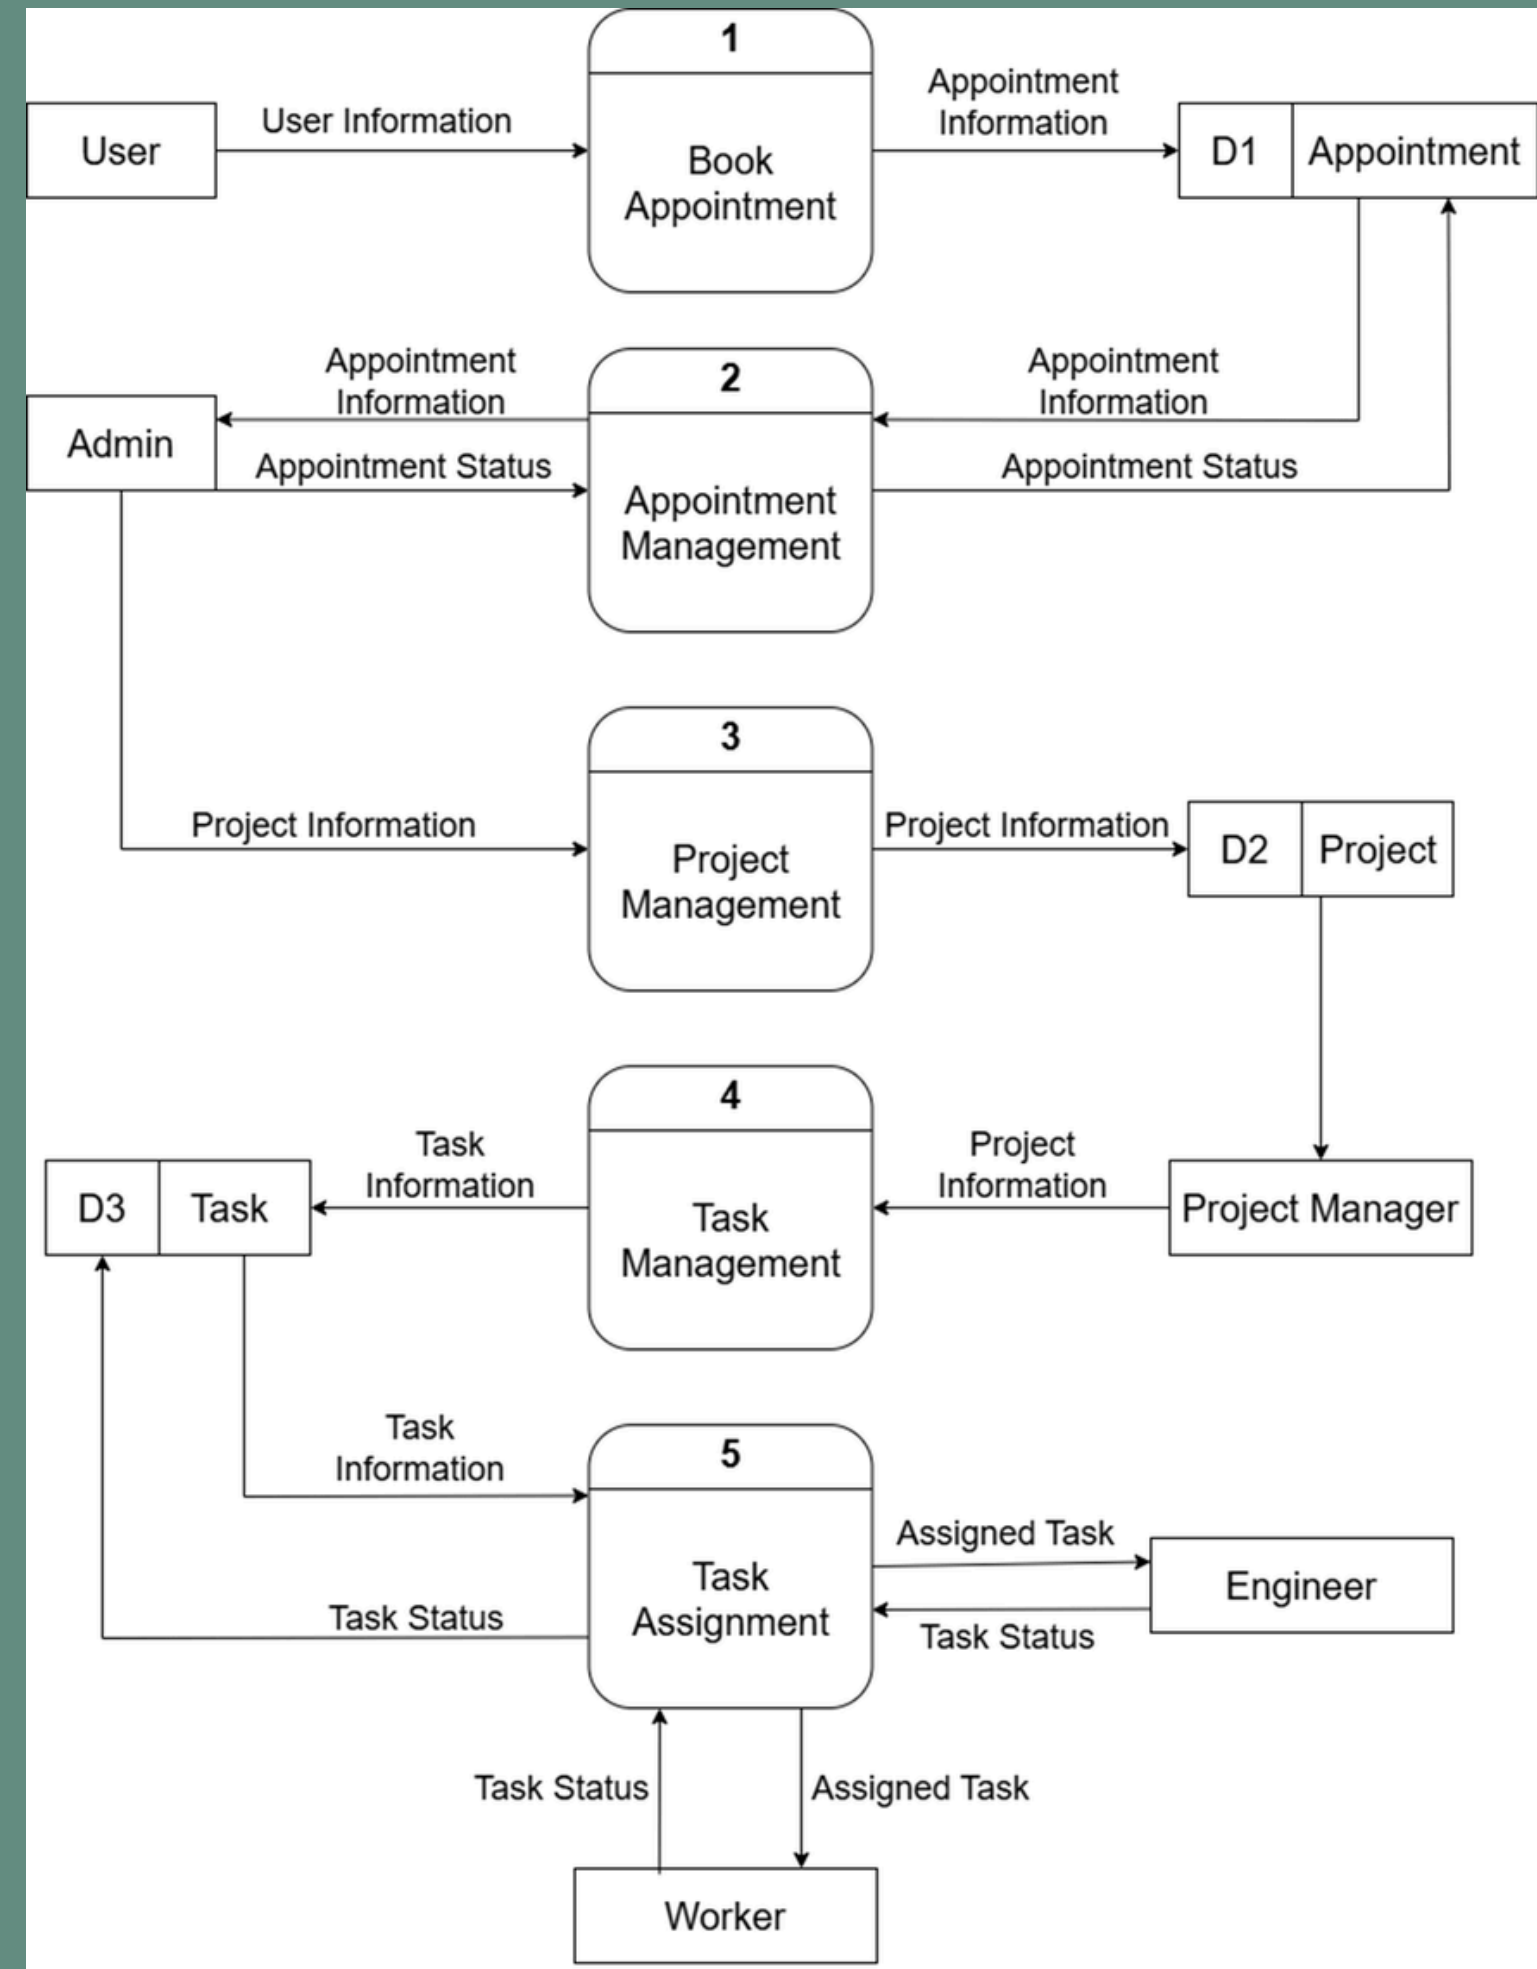 1
Appointment
Information
User
User Information
Book
Appointment
D1
Appointment
Appointment
Information
2
Appointment
Information
Admin
Appointment Status
Appointment
Management
Appointment Status
3
Project Information
Project
Management
Project Information
D2
Project
4
Task
Information
Project
Information
D3
Task
Task
Management
Project Manager
Task
Information
5
Assigned Task
Task
Assignment
Engineer
Task Status
Task Status
Task Status
Assigned Task
Worker